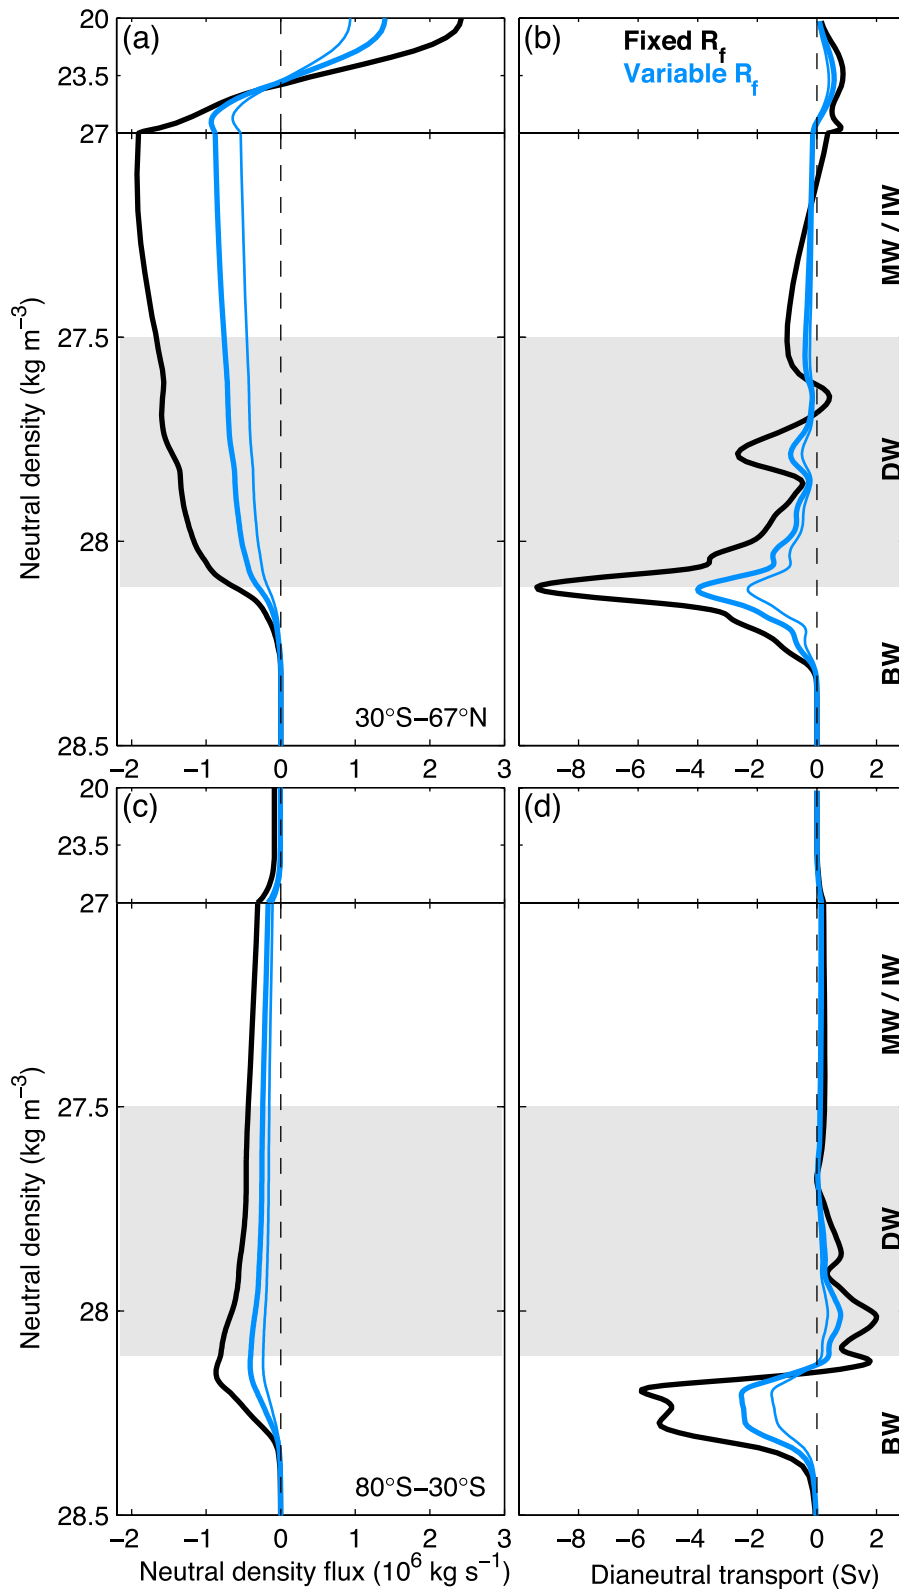 (a)
20
23.5
27
27.5
28
28.5
Neutral density (kg m−3)
−2 −1 0 1 2 3
30°S−67°N
(b)
Fixed Rf
Variable Rf
MW / IW
DW
BW
−8 −6 −4 −2 0 2
(c)
20
23.5
27
27.5
28
28.5
Neutral density (kg m−3)
80°S−30°S
−2 −1 0 1 2 3
Neutral density flux (10^6 kg s−1)
(d)
MW / IW
DW
BW
−8 −6 −4 −2 0 2
Dianeutral transport (Sv)